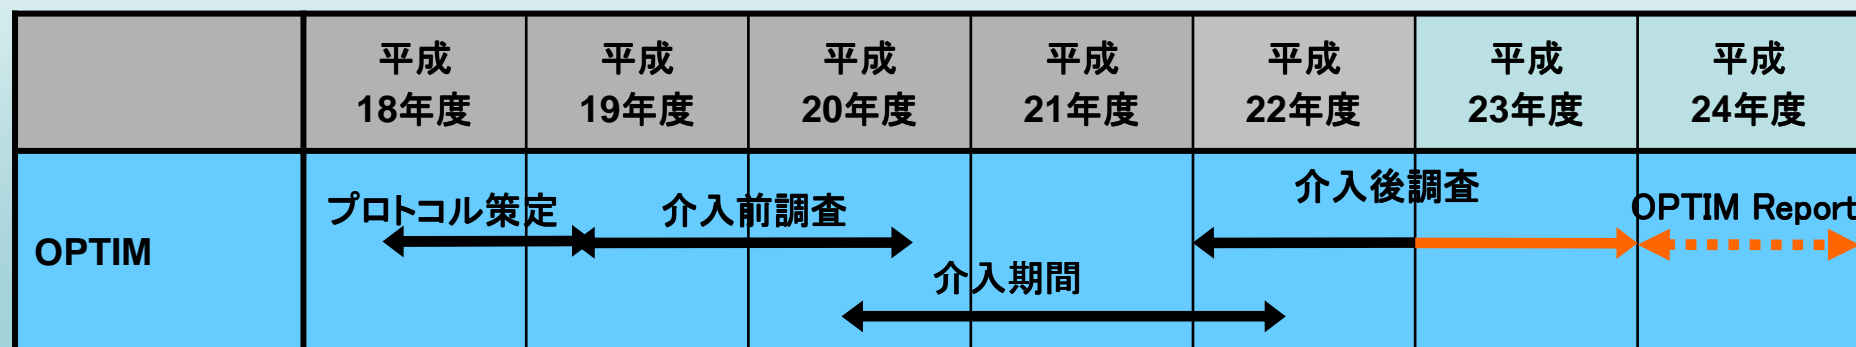 平成
18年度
平成
19年度
平成
20年度
平成
21年度
平成
22年度
平成
23年度
平成
24年度
OPTIM
プロトコル策定
介入前調査
介入期間
介入後調査
OPTIM Report